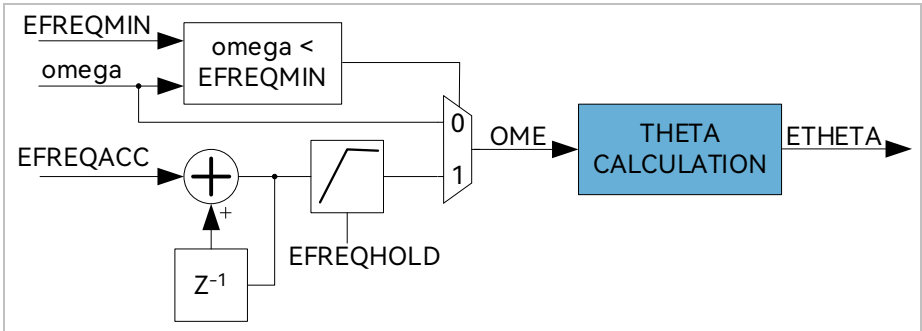 EFREQMIN
omega
omega <
EFREQMIN
0
1
OME
THETA
CALCULATION
ETHETA
EFREQACC
+
+
EFREQHOLD
Z⁻¹